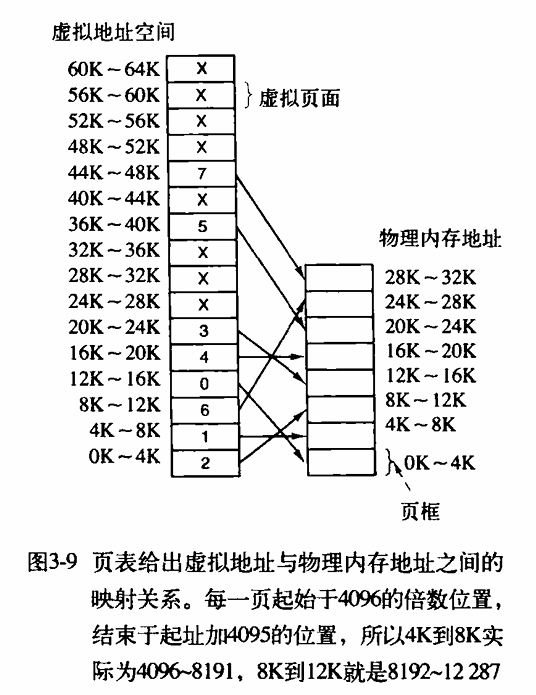 虚拟地址空间
60K～64K X
56K～60K X
虚拟页面
52K～56K X
48K～52K X
44K～48K 7
40K～44K X
36K～40K 5
32K～36K X
28K～32K X
24K～28K X
20K～24K 3
16K～20K 4
12K～16K 0
8K～12K 6
4K～8K 1
0K～4K 2
物理内存地址
28K～32K
24K～28K
20K～24K
16K～20K
12K～16K
8K～12K
4K～8K
0K～4K
页框
图3-9 页表给出虚拟地址与物理内存地址之间的
映射关系。每一页起始于4096的倍数位置，
结束于起址加4095的位置，所以4K到8K实
际为4096~8191，8K到12K就是8192~12 287